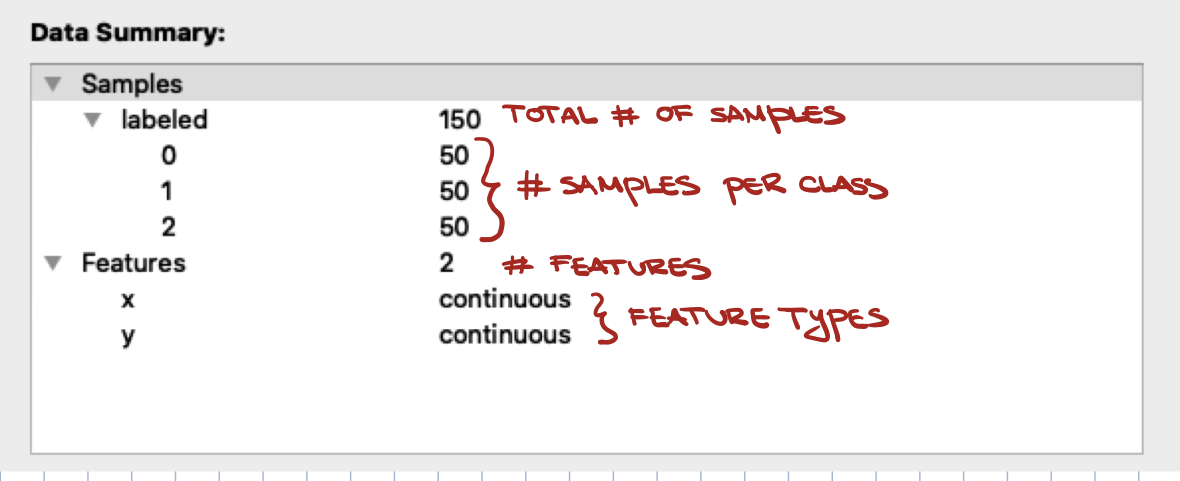 Data Summary:
Samples
labeled 150 TOTAL # OF SAMPLES
0 50
1 50 # SAMPLES PER CLASS
2 50
Features 2 # FEATURES
x continuous
FEATURE TYPES
y continuous